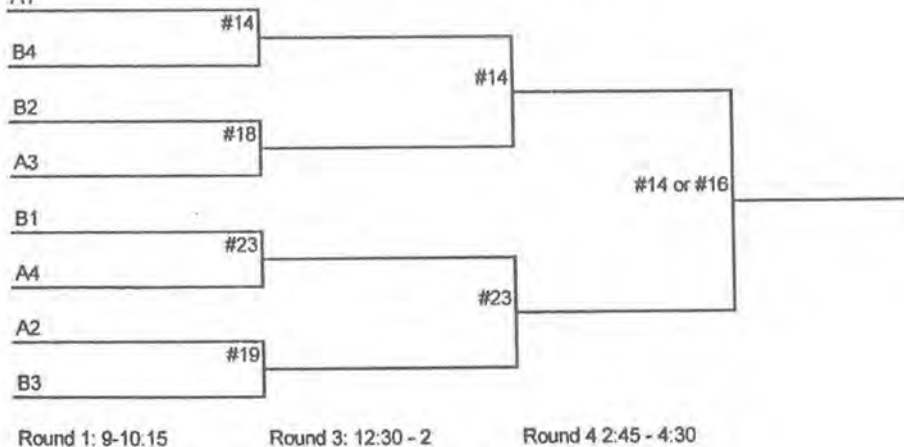 #14
B4
#14
B2
#18
A3
#14 or #16
B1
#23
A4
#23
A2
#19
B3
Round 1: 9-10:15
Round 3: 12:30 - 2
Round 4 2:45 - 4:30